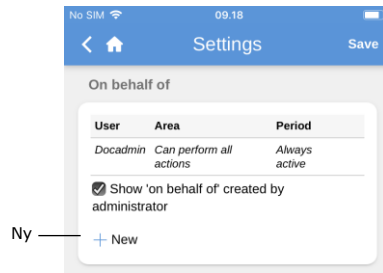 No SIM 09.18
Settings Save
On behalf of
User Area Period
Docadmin Can perform all actions Always active
Show 'on behalf of' created by
administrator
Ny
+ New